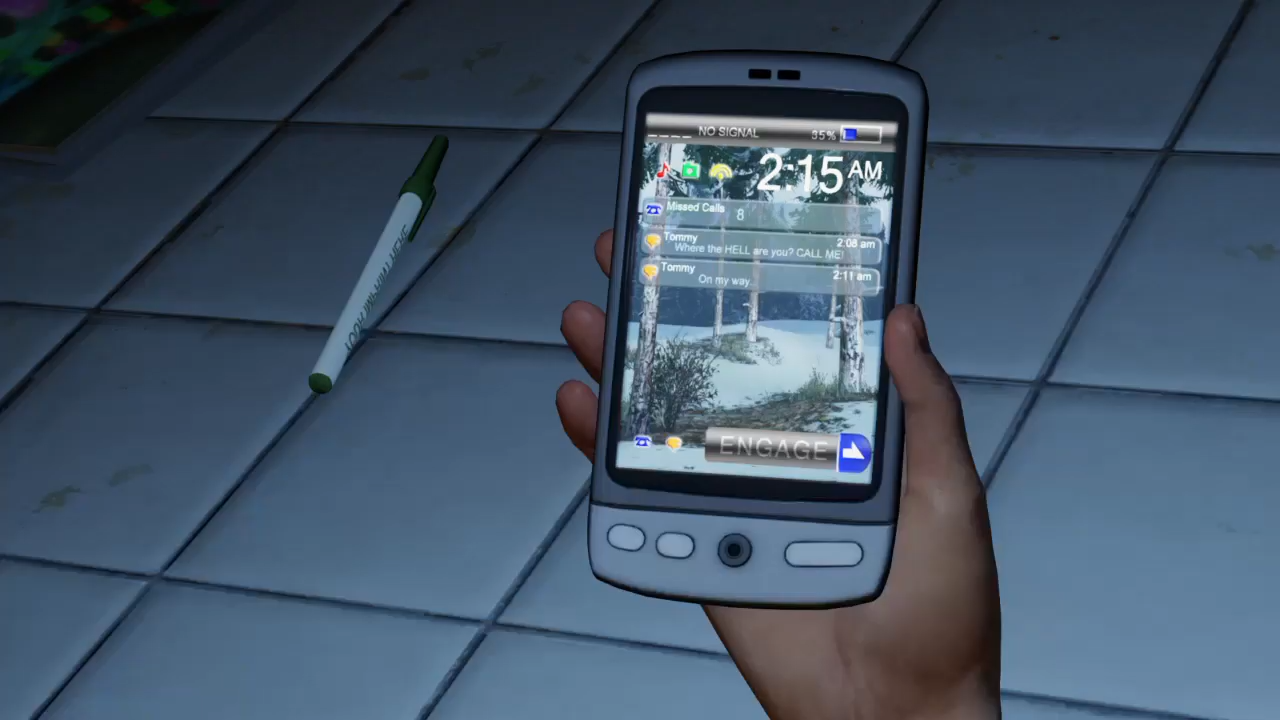 NO SIGNAL 35%
2:15 AM
Missed Calls
8
Tommy 2:08 am
Where the HELL are you? CALL ME!
Tommy 2:11 am
On my way.
ENGAGE